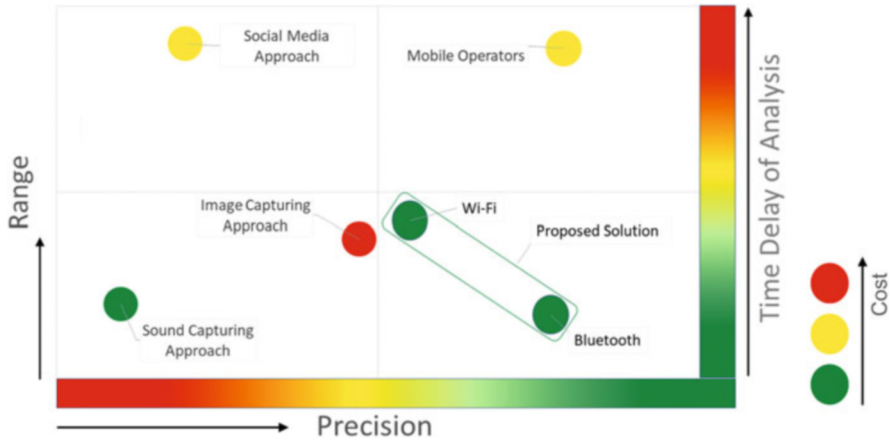 Social Media
Approach
Mobile Operators
Image Capturing
Approach
Wi-Fi
Proposed Solution
Sound Capturing
Approach
Bluetooth
Range
Precision
Time Delay of Analysis
Cost